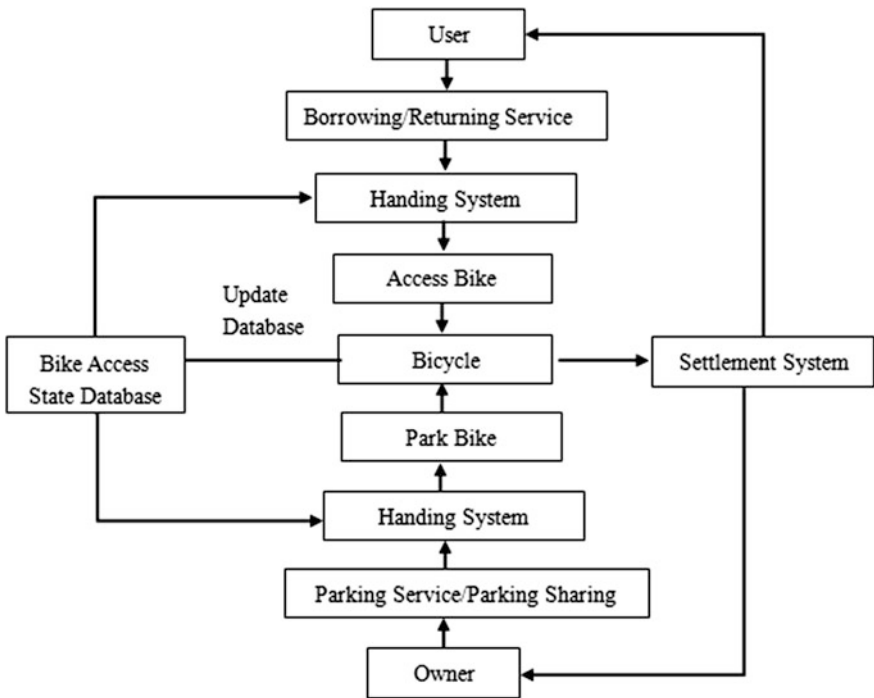 User
Borrowing/Returning Service
Handing System
Access Bike
Update
Database
Bike Access
State Database
Bicycle
Settlement System
Park Bike
Handing System
Parking Service/Parking Sharing
Owner